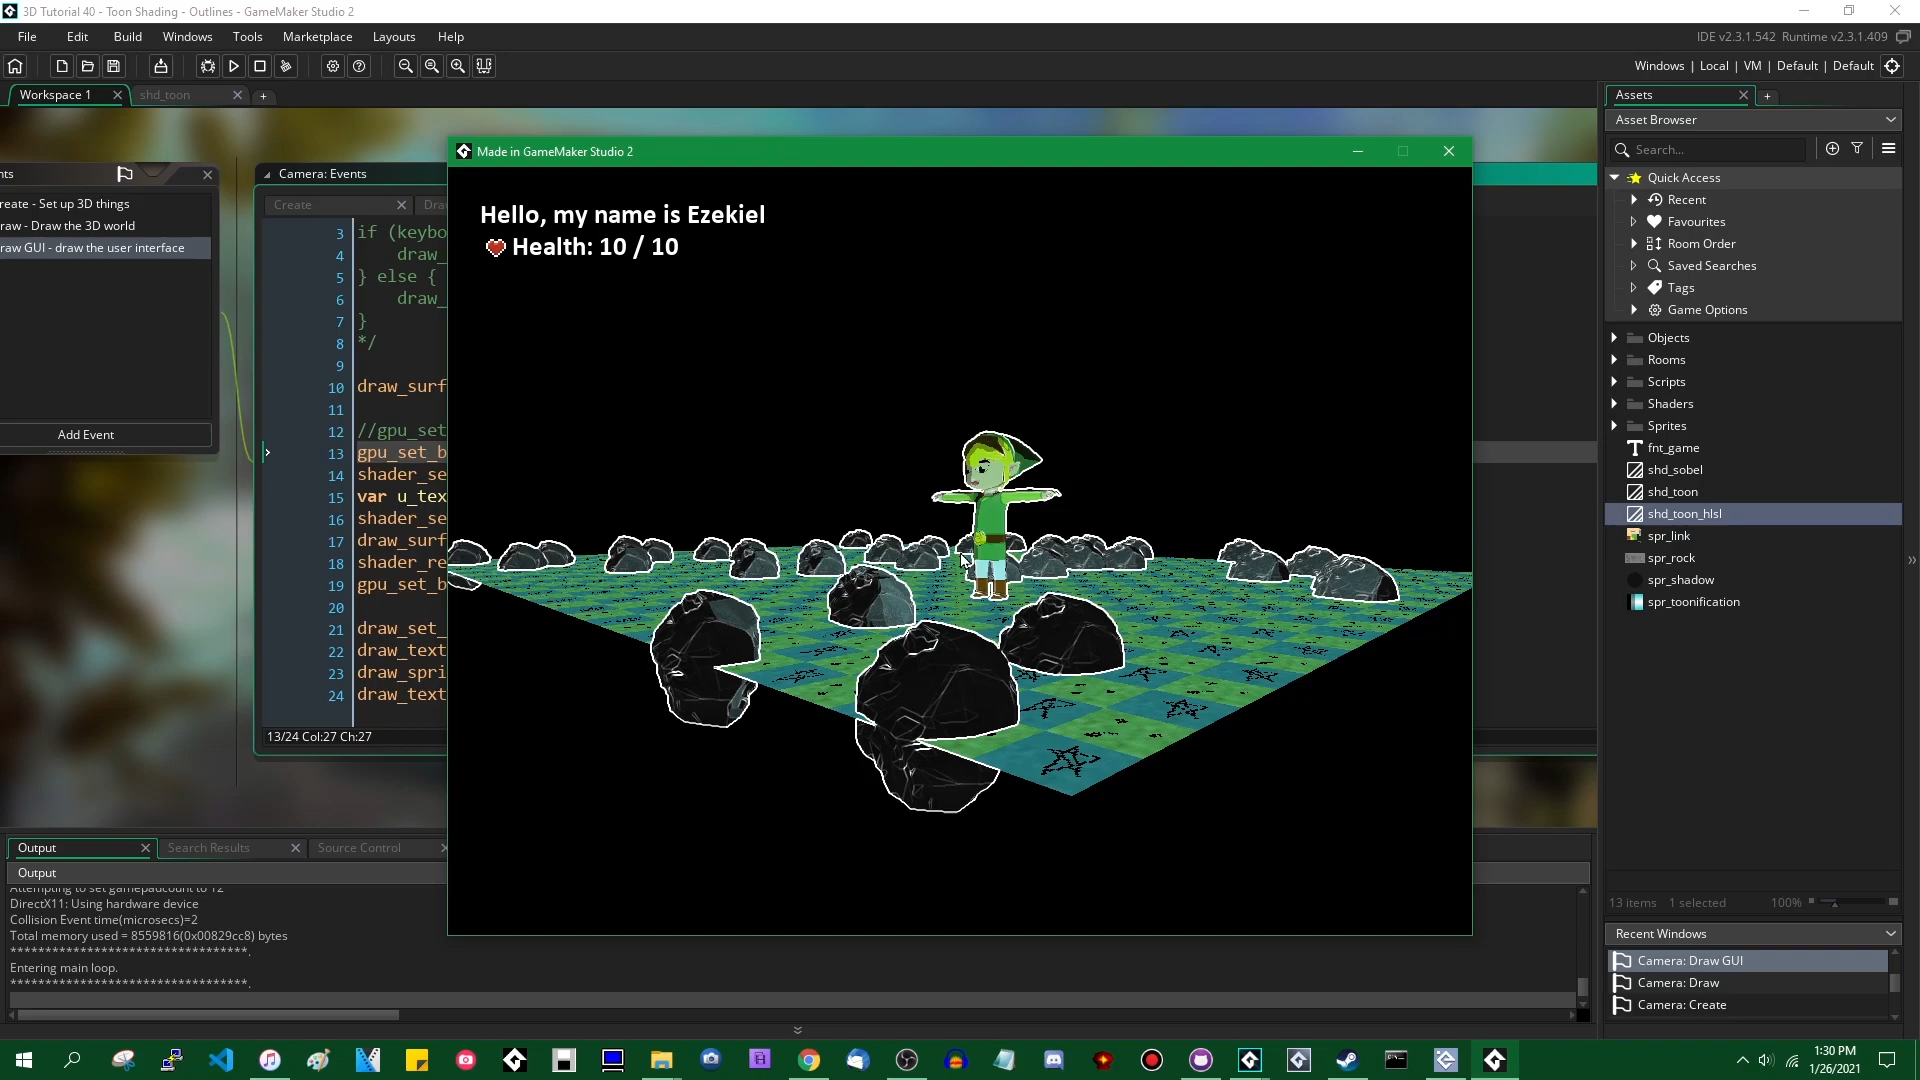 3D Tutorial 40 - Toon Shading - Outlines - GameMaker Studio 2
File Edit Build Windows Tools Marketplace Layouts Help
IDE v2.3.1.542 Runtime v2.3.1.409
Windows | Local | VM | Default | Default
Workspace 1
shd_toon
Assets
Asset Browser
Search...
Quick Access
Recent
Favourites
Room Order
Saved Searches
Tags
Game Options
Objects
Rooms
Scripts
Shaders
Sprites
fnt_game
shd_sobel
shd_toon
shd_toon_hlsl
spr_link
spr_rock
spr_shadow
spr_toonification
13 items 1 selected 100%
Recent Windows
Camera: Draw GUI
Camera: Draw
Camera: Create
nts
reate - Set up 3D things
raw - Draw the 3D world
raw GUI - draw the user interface
Add Event
Camera: Events
Create
Dra
3 if (keybo
4 draw_
5 } else {
6 draw_
7 }
8 */
9
10 draw_surf
11
12 //gpu_set
13 gpu_set_b
14 shader_se
15 var u_tex
16 shader_se
17 draw_surf
18 shader_re
19 gpu_set_b
20
21 draw_set_
22 draw_text
23 draw_spri
24 draw_text
13/24 Col:27 Ch:27
Made in GameMaker Studio 2
Hello, my name is Ezekiel
Health: 10 / 10
Output
Search Results
Source Control
Output
Attempting to set gamepadcount to 12
DirectX11: Using hardware device
Collision Event time(microsecs)=2
Total memory used = 8559816(0x00829cc8) bytes
**********************************.
Entering main loop.
**********************************.
1:30 PM
1/26/2021